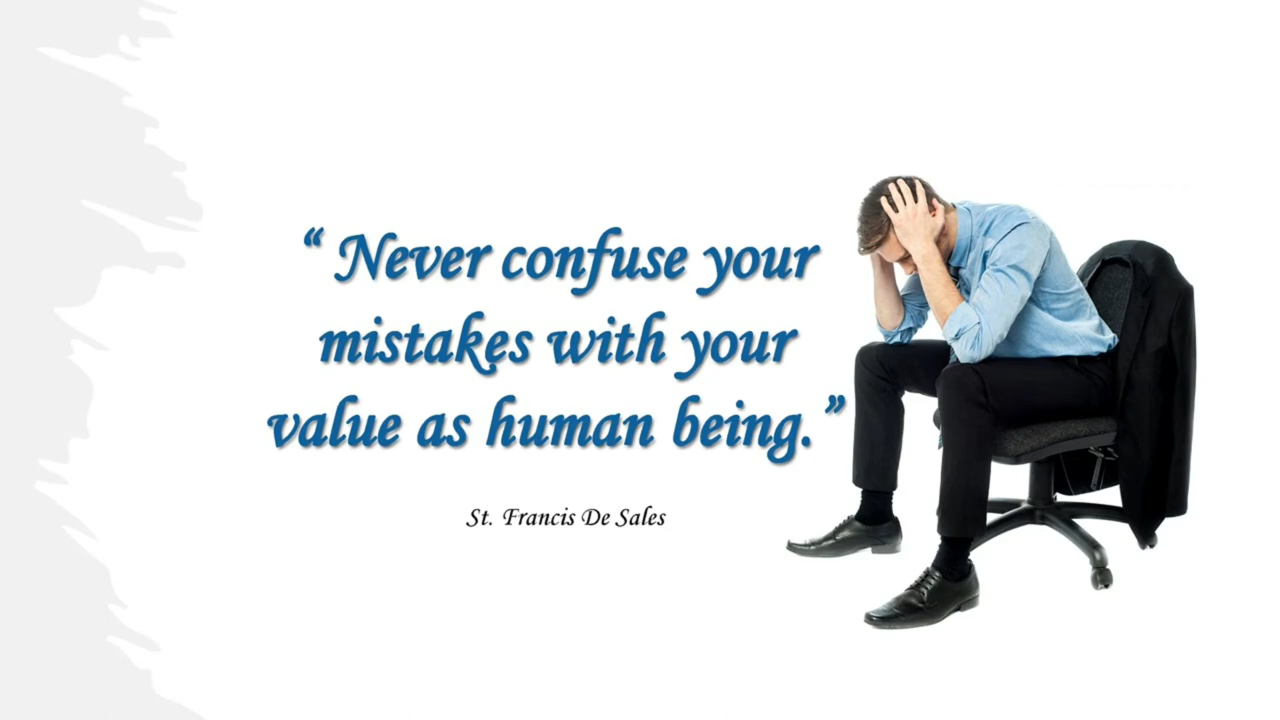 “ Never confuse your
mistakes with your
value as human being.”
St. Francis De Sales